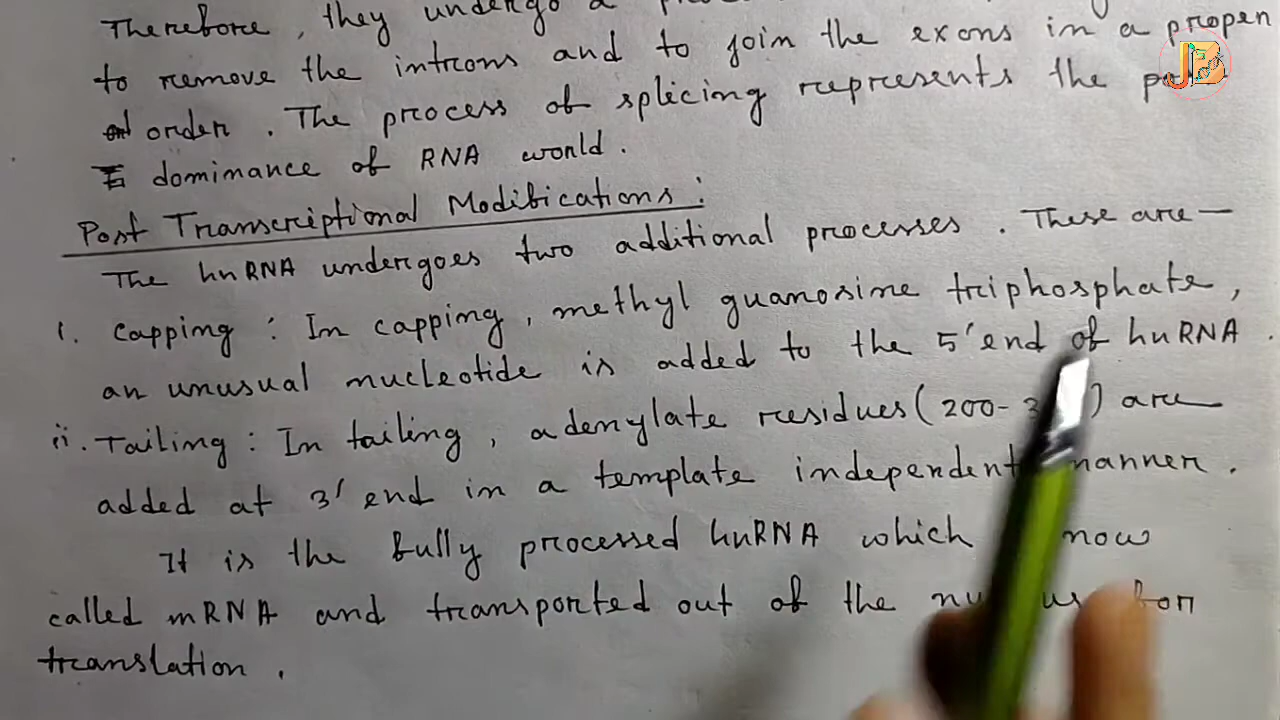 Therefore, they undergo a
to remove the introns and to join the exons in a proper
order. The process of splicing represents the
dominance of RNA world.
Post Transcriptional Modifications:
The hnRNA undergoes two additional processes. These are—
i. Capping: In capping, methyl guanosine triphosphate,
an unusual nucleotide is added to the 5' end of hnRNA.
ii. Tailing: In tailing, adenylate residues (200- ) are
added at 3' end in a template independent manner.
It is the fully processed hnRNA which now
called mRNA and transported out of the for
translation.